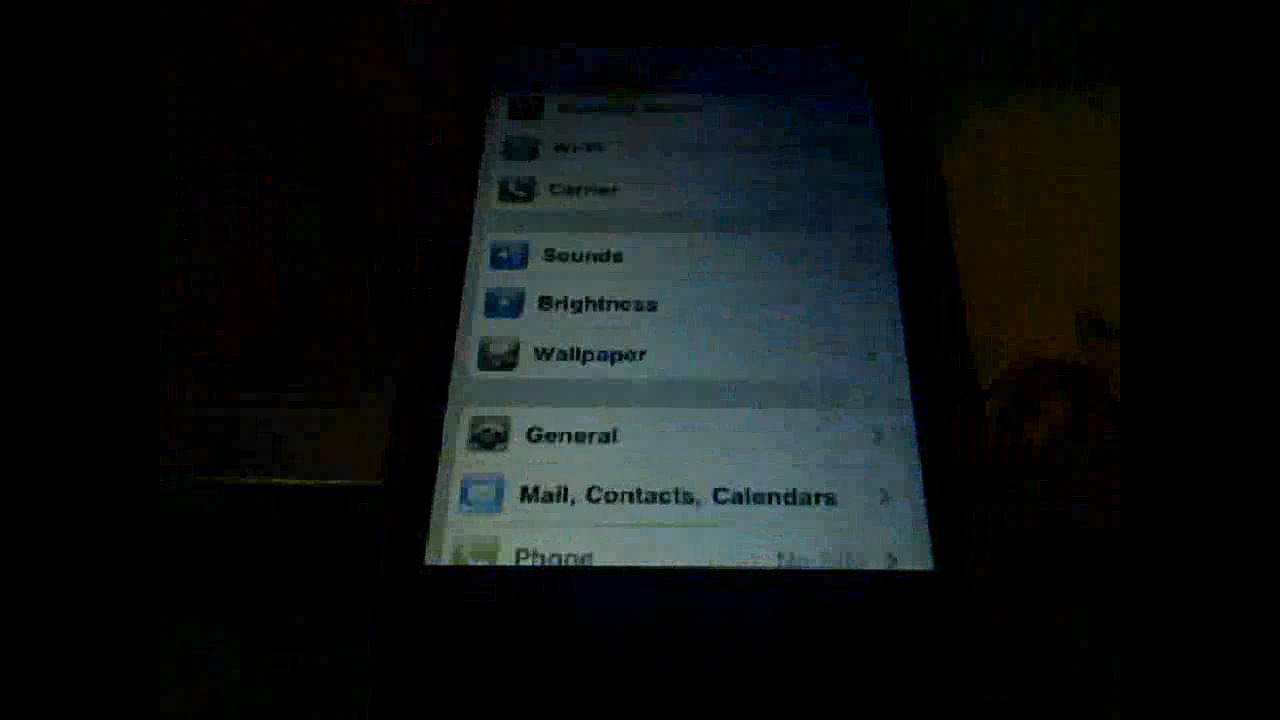 Wi-Fi
Carrier
Sounds
Brightness
Wallpaper
General
Mail, Contacts, Calendars
Phone